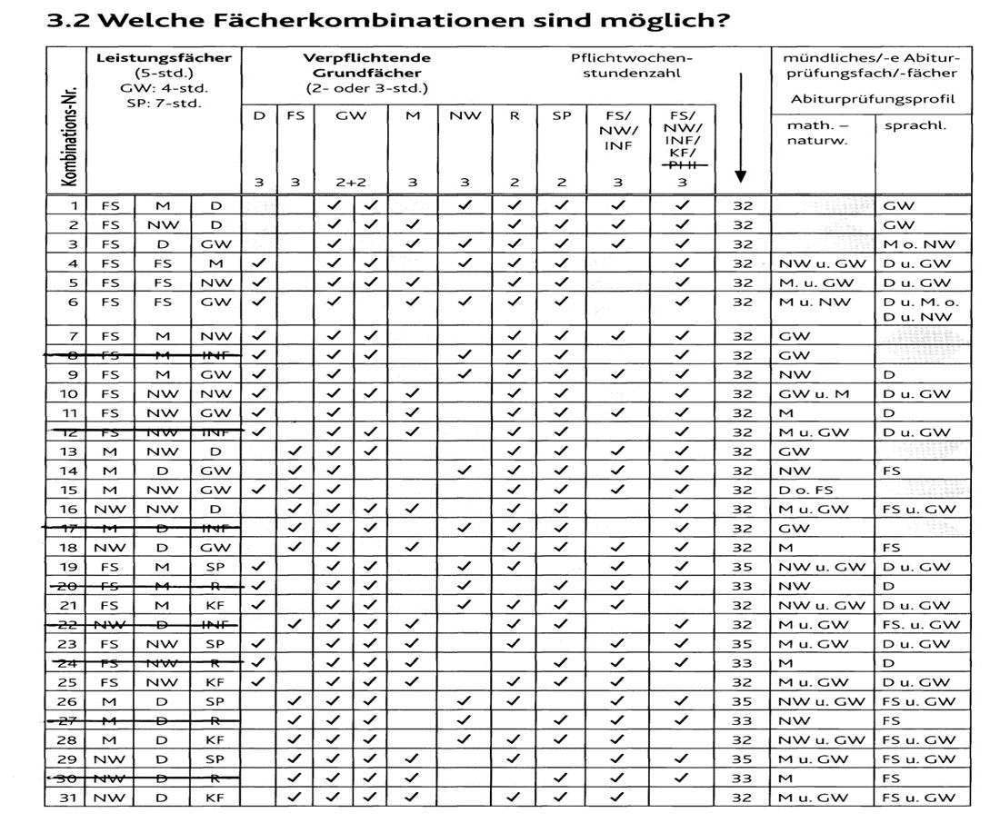 3.2 Welche Fächerkombinationen sind möglich?
Kombinations-Nr.
Leistungsfächer
(5-std.)
GW: 4-std.
SP: 7-std.
Verpflichtende
Grundfächer
(2- oder 3-std.)
Pflichtwochen-
stundenzahl
mündliches/-e Abitur-
prüfungsfach/-fächer
Abiturprüfungsprofil
D FS GW M NW R SP FS/ NW/ INF FS/ NW/ INF/ KF/ PHI
math. – naturw. sprachl.
3 3 2+2 3 3 2 2 3 3
1 FS M D ✓ ✓ ✓ ✓ ✓ ✓ ✓ 32 GW
2 FS NW D ✓ ✓ ✓ ✓ ✓ ✓ ✓ 32 GW
3 FS D GW ✓ ✓ ✓ ✓ ✓ ✓ ✓ 32 M o. NW
4 FS FS M ✓ ✓ ✓ ✓ ✓ ✓ ✓ 32 NW u. GW D u. GW
5 FS FS NW ✓ ✓ ✓ ✓ ✓ ✓ ✓ 32 M. u. GW D u. GW
6 FS FS GW ✓ ✓ ✓ ✓ ✓ ✓ ✓ 32 M u. NW D u. M. o.
D u. NW
7 FS M NW ✓ ✓ ✓ ✓ ✓ ✓ ✓ 32 GW
8 FS M INF ✓ ✓ ✓ ✓ ✓ ✓ ✓ 32 GW
9 FS M GW ✓ ✓ ✓ ✓ ✓ ✓ ✓ 32 NW D
10 FS NW NW ✓ ✓ ✓ ✓ ✓ ✓ ✓ 32 GW u. M D u. GW
11 FS NW GW ✓ ✓ ✓ ✓ ✓ ✓ ✓ 32 M D
12 FS NW INF ✓ ✓ ✓ ✓ ✓ ✓ ✓ 32 M u. GW D u. GW
13 M NW D ✓ ✓ ✓ ✓ ✓ ✓ ✓ 32 GW
14 M D GW ✓ ✓ ✓ ✓ ✓ ✓ ✓ 32 NW FS
15 M NW GW ✓ ✓ ✓ ✓ ✓ ✓ ✓ 32 D o. FS
16 NW NW D ✓ ✓ ✓ ✓ ✓ ✓ ✓ 32 M u. GW FS u. GW
17 M D INF ✓ ✓ ✓ ✓ ✓ ✓ ✓ 32 GW
18 NW D GW ✓ ✓ ✓ ✓ ✓ ✓ ✓ 32 M FS
19 FS M SP ✓ ✓ ✓ ✓ ✓ ✓ ✓ 35 NW u. GW D u. GW
20 FS M R ✓ ✓ ✓ ✓ ✓ ✓ ✓ 33 NW D
21 FS M KF ✓ ✓ ✓ ✓ ✓ ✓ ✓ 32 NW u. GW D u. GW
22 NW D INF ✓ ✓ ✓ ✓ ✓ ✓ ✓ 32 M u. GW FS. u. GW
23 FS NW SP ✓ ✓ ✓ ✓ ✓ ✓ ✓ 35 M u. GW D u. GW
24 FS NW R ✓ ✓ ✓ ✓ ✓ ✓ ✓ 33 M D
25 FS NW KF ✓ ✓ ✓ ✓ ✓ ✓ ✓ 32 M u. GW D u. GW
26 M D SP ✓ ✓ ✓ ✓ ✓ ✓ ✓ 35 NW u. GW FS u. GW
27 M D R ✓ ✓ ✓ ✓ ✓ ✓ ✓ 33 NW FS
28 M D KF ✓ ✓ ✓ ✓ ✓ ✓ ✓ 32 NW u. GW FS u. GW
29 NW D SP ✓ ✓ ✓ ✓ ✓ ✓ ✓ 35 M u. GW FS u. GW
30 NW D R ✓ ✓ ✓ ✓ ✓ ✓ ✓ 33 M FS
31 NW D KF ✓ ✓ ✓ ✓ ✓ ✓ ✓ 32 M u. GW FS u. GW